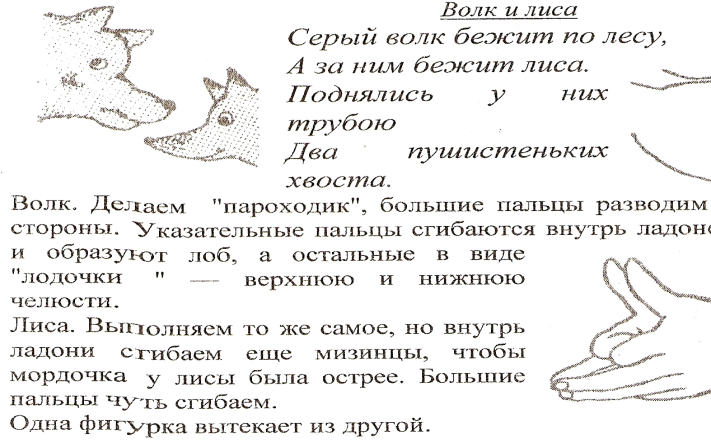 Волк и лиса
Серый волк бежит по лесу,
А за ним бежит лиса.
Поднялись у них
трубою
Два пушистеньких
хвоста.
Волк. Делаем "пароходик", большие пальцы разводим
стороны. Указательные пальцы сгибаются внутрь ладон
и образуют лоб, а остальные в виде
"лодочки " — верхнюю и нижнюю
челюсти.
Лиса. Выполняем то же самое, но внутрь
ладони сгибаем еще мизинцы, чтобы
мордочка у лисы была острее. Большие
пальцы чуть сгибаем.
Одна фигурка вытекает из другой.